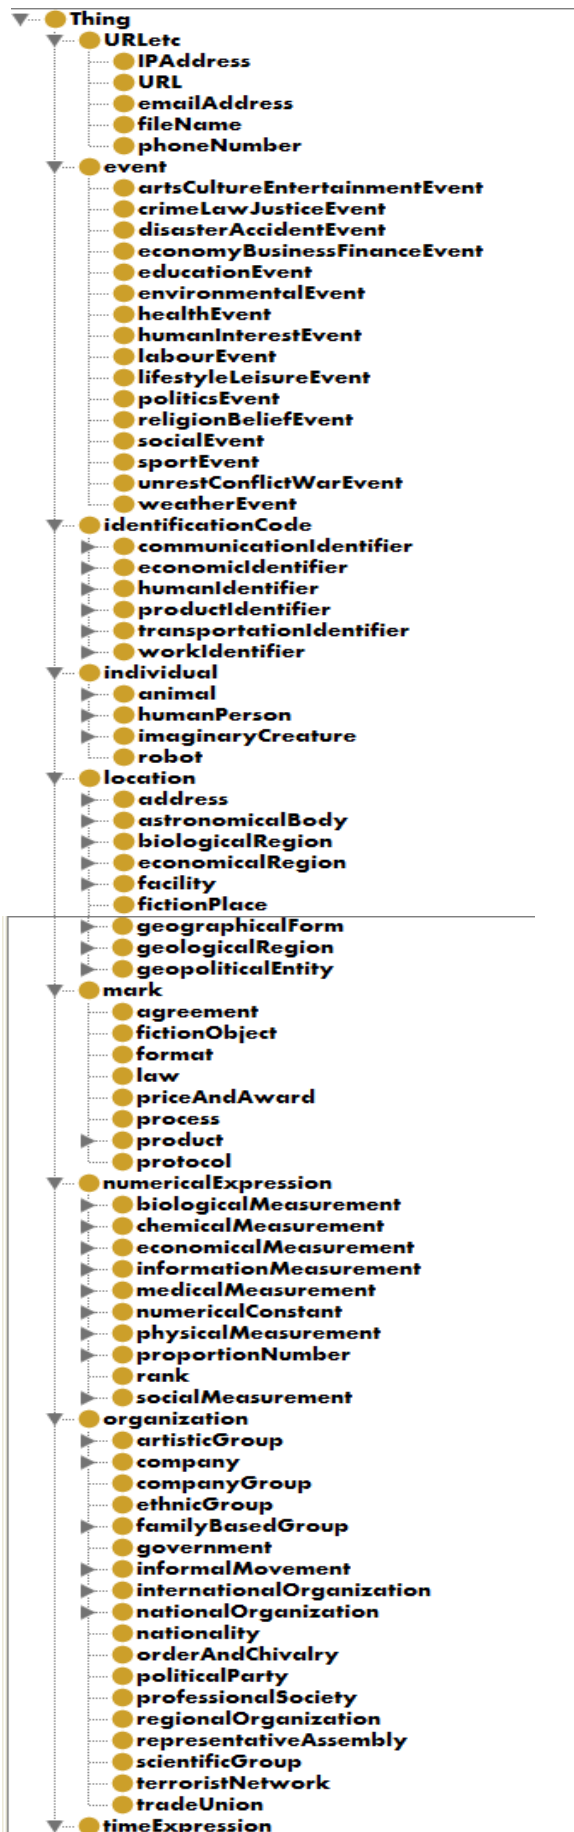 Thing
URLetc
IPAddress
URL
emailAddress
fileName
phoneNumber
event
artsCultureEntertainmentEvent
crimeLawJusticeEvent
disasterAccidentEvent
economyBusinessFinanceEvent
educationEvent
environmentalEvent
healthEvent
humanInterestEvent
labourEvent
lifestyleLeisureEvent
politicsEvent
religionBeliefEvent
socialEvent
sportEvent
unrestConflictWarEvent
weatherEvent
identificationCode
communicationIdentifier
economicIdentifier
humanIdentifier
productIdentifier
transportationIdentifier
workIdentifier
individual
animal
humanPerson
imaginaryCreature
robot
location
address
astronomicalBody
biologicalRegion
economicalRegion
facility
fictionPlace
geographicalForm
geologicalRegion
geopoliticalEntity
mark
agreement
fictionObject
format
law
priceAndAward
process
product
protocol
numericalExpression
biologicalMeasurement
chemicalMeasurement
economicalMeasurement
informationMeasurement
medicalMeasurement
numericalConstant
physicalMeasurement
proportionNumber
rank
socialMeasurement
organization
artisticGroup
company
companyGroup
ethnicGroup
familyBasedGroup
government
informalMovement
internationalOrganization
nationalOrganization
nationality
orderAndChivalry
politicalParty
professionalSociety
regionalOrganization
representativeAssembly
scientificGroup
terroristNetwork
tradeUnion
timeExpression